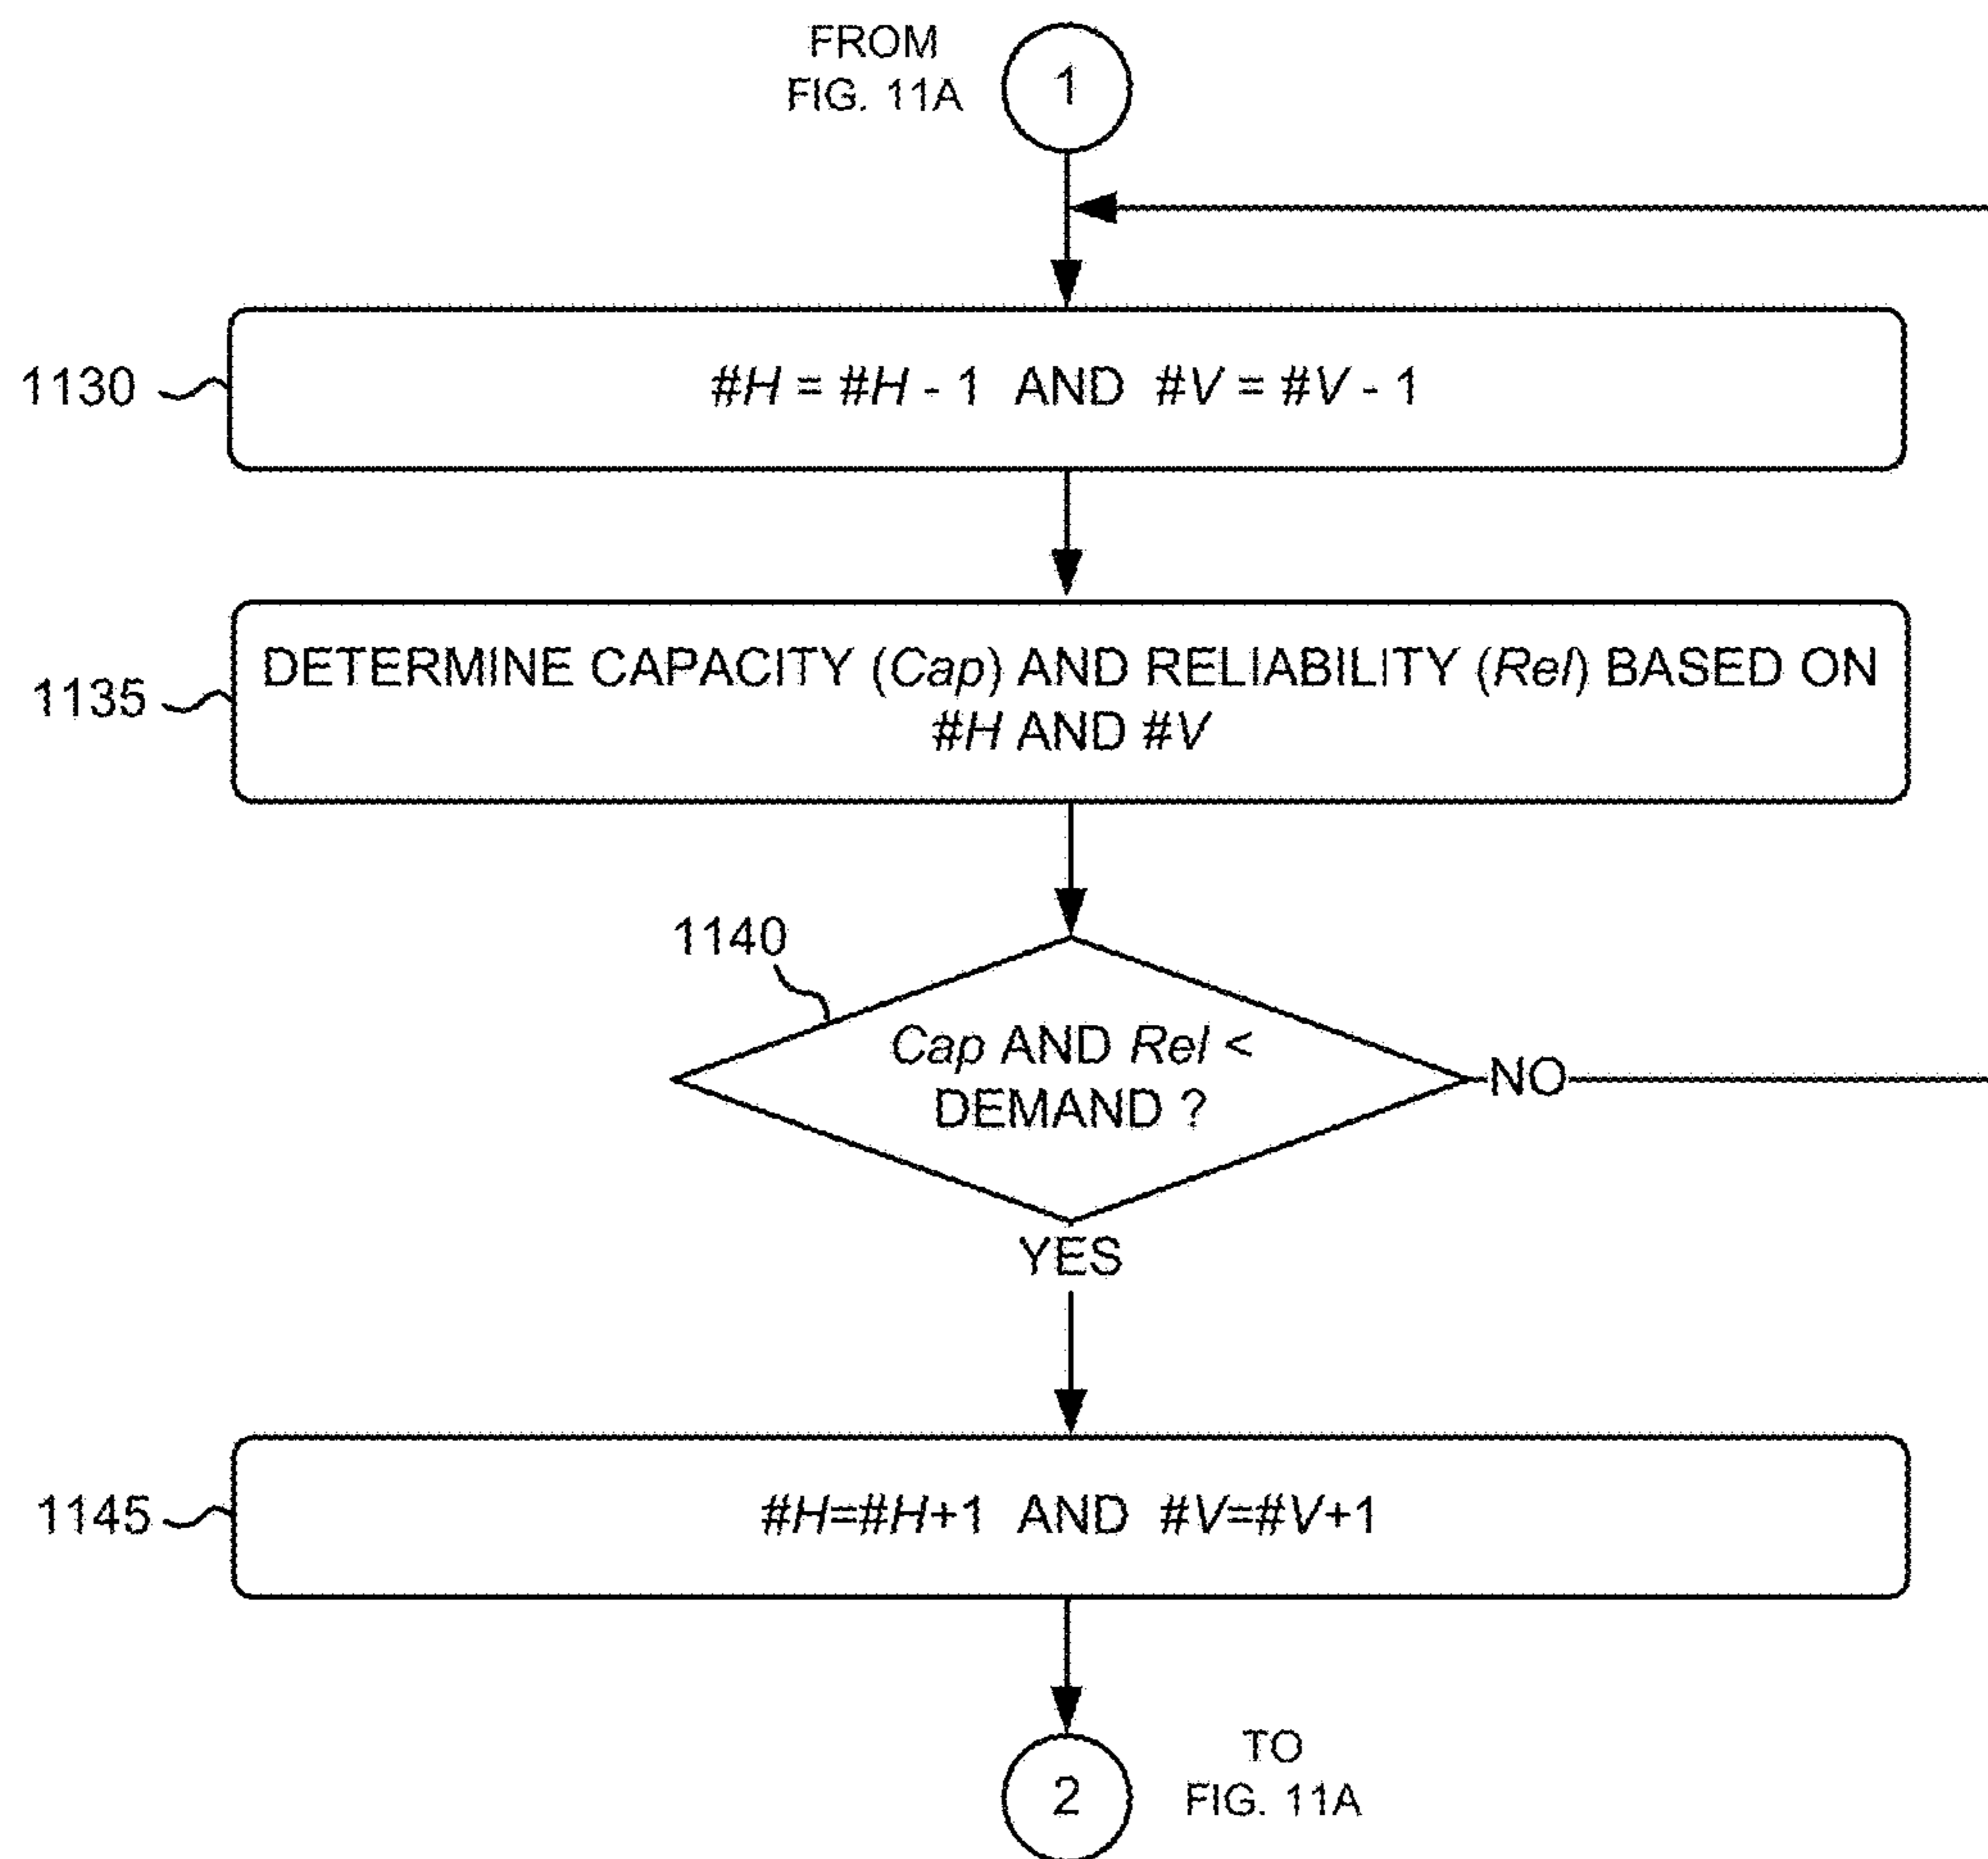 FROM
FIG. 11A
1
1130
#H = #H - 1 AND #V = #V - 1
1135
DETERMINE CAPACITY (Cap) AND RELIABILITY (Rel) BASED ON
#H AND #V
1140
Cap AND Rel <
DEMAND ?
NO
YES
1145
#H=#H+1 AND #V=#V+1
2
TO
FIG. 11A